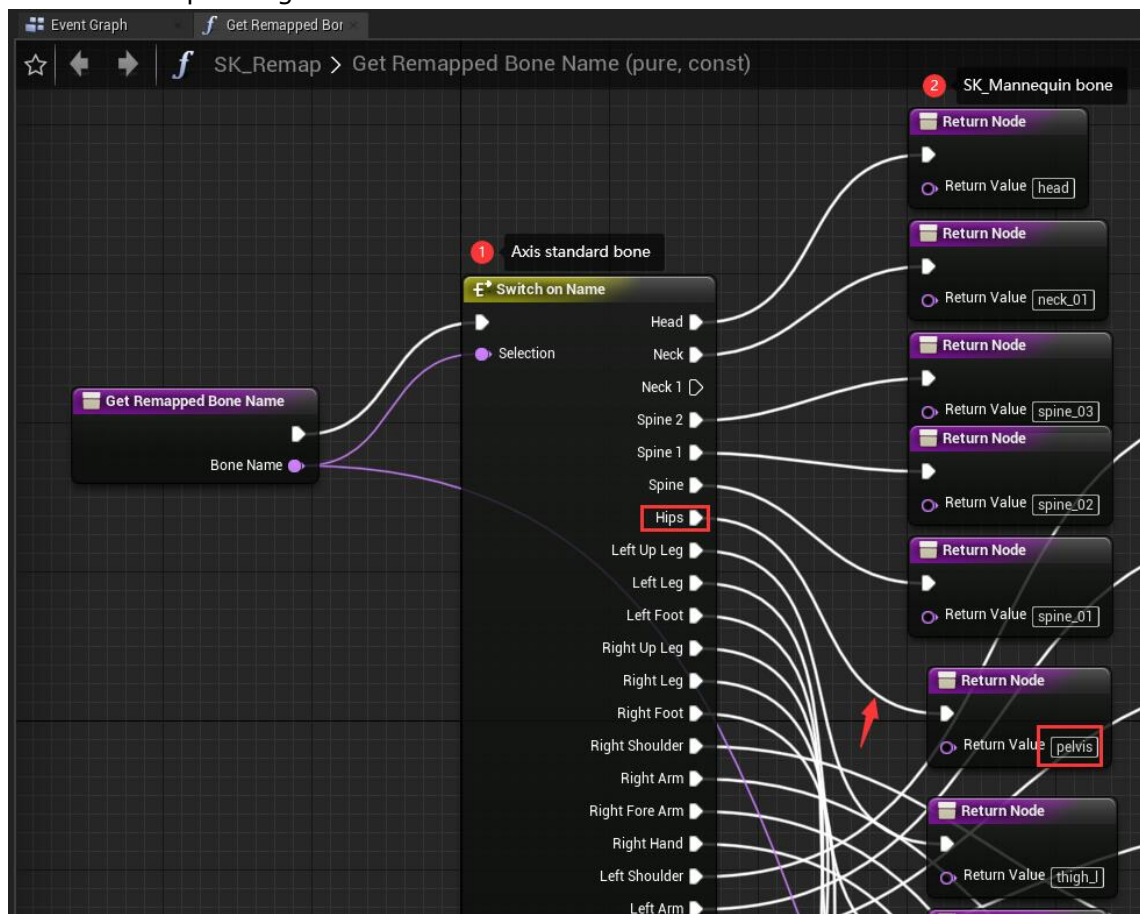 Event Graph
Get Remapped Bor
SK_Remap > Get Remapped Bone Name (pure, const)
2 SK_Mannequin bone
Return Node
Return Value head
Return Node
Return Value neck_01
1 Axis standard bone
Switch on Name
Selection
Head
Neck
Neck 1
Spine 2
Spine 1
Spine
Hips
Left Up Leg
Left Leg
Left Foot
Right Up Leg
Right Leg
Right Foot
Right Shoulder
Right Arm
Right Fore Arm
Right Hand
Left Shoulder
Left Arm
Get Remapped Bone Name
Bone Name
Return Node
Return Value spine_03
Return Node
Return Value spine_02
Return Node
Return Value spine_01
Return Node
Return Value pelvis
Return Node
Return Value thigh_l